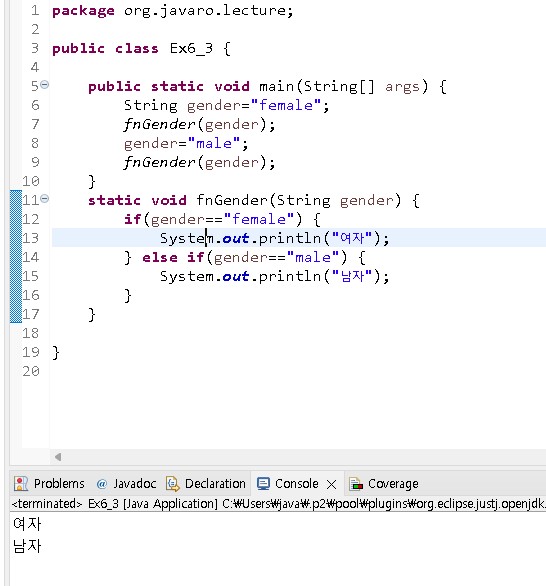 1 package org.javaro.lecture;
2
3 public class Ex6_3 {
4
5 public static void main(String[] args) {
6 String gender="female";
7 fnGender(gender);
8 gender="male";
9 fnGender(gender);
10 }
11 static void fnGender(String gender) {
12 if(gender=="female") {
13 System.out.println("여자");
14 } else if(gender=="male") {
15 System.out.println("남자");
16 }
17 }
18
19 }
20
Problems @ Javadoc Declaration Console Coverage
<terminated> Ex6_3 [Java Application] C:₩Users₩java₩.p2₩pool₩plugins₩org.eclipse.justj.openjdk.
여자
남자